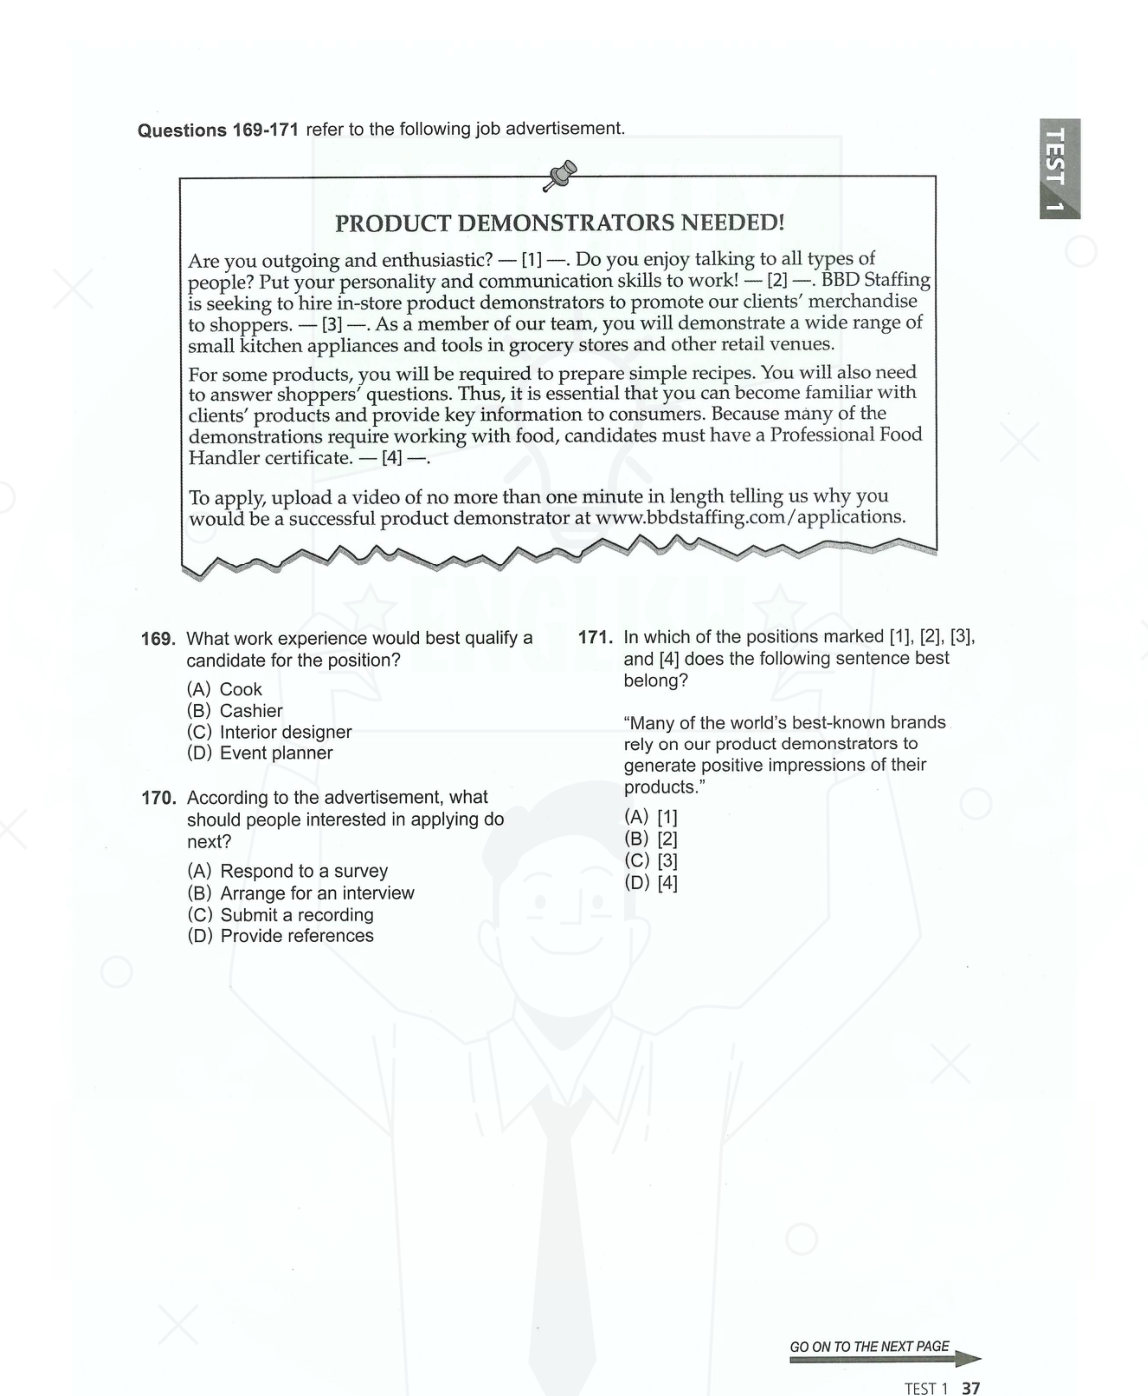 Questions 169-171 refer to the following job advertisement.
TEST 1
PRODUCT DEMONSTRATORS NEEDED!
Are you outgoing and enthusiastic? — [1] —. Do you enjoy talking to all types of
people? Put your personality and communication skills to work! — [2] —. BBD Staffing
is seeking to hire in-store product demonstrators to promote our clients' merchandise
to shoppers. — [3] —. As a member of our team, you will demonstrate a wide range of
small kitchen appliances and tools in grocery stores and other retail venues.
For some products, you will be required to prepare simple recipes. You will also need
to answer shoppers' questions. Thus, it is essential that you can become familiar with
clients' products and provide key information to consumers. Because many of the
demonstrations require working with food, candidates must have a Professional Food
Handler certificate. — [4] —.
To apply, upload a video of no more than one minute in length telling us why you
would be a successful product demonstrator at www.bbdstaffing.com/applications.
169. What work experience would best qualify a
candidate for the position?
(A) Cook
(B) Cashier
(C) Interior designer
(D) Event planner
170. According to the advertisement, what
should people interested in applying do
next?
(A) Respond to a survey
(B) Arrange for an interview
(C) Submit a recording
(D) Provide references
171. In which of the positions marked [1], [2], [3],
and [4] does the following sentence best
belong?
"Many of the world's best-known brands
rely on our product demonstrators to
generate positive impressions of their
products."
(A) [1]
(B) [2]
(C) [3]
(D) [4]
GO ON TO THE NEXT PAGE
TEST 1 37